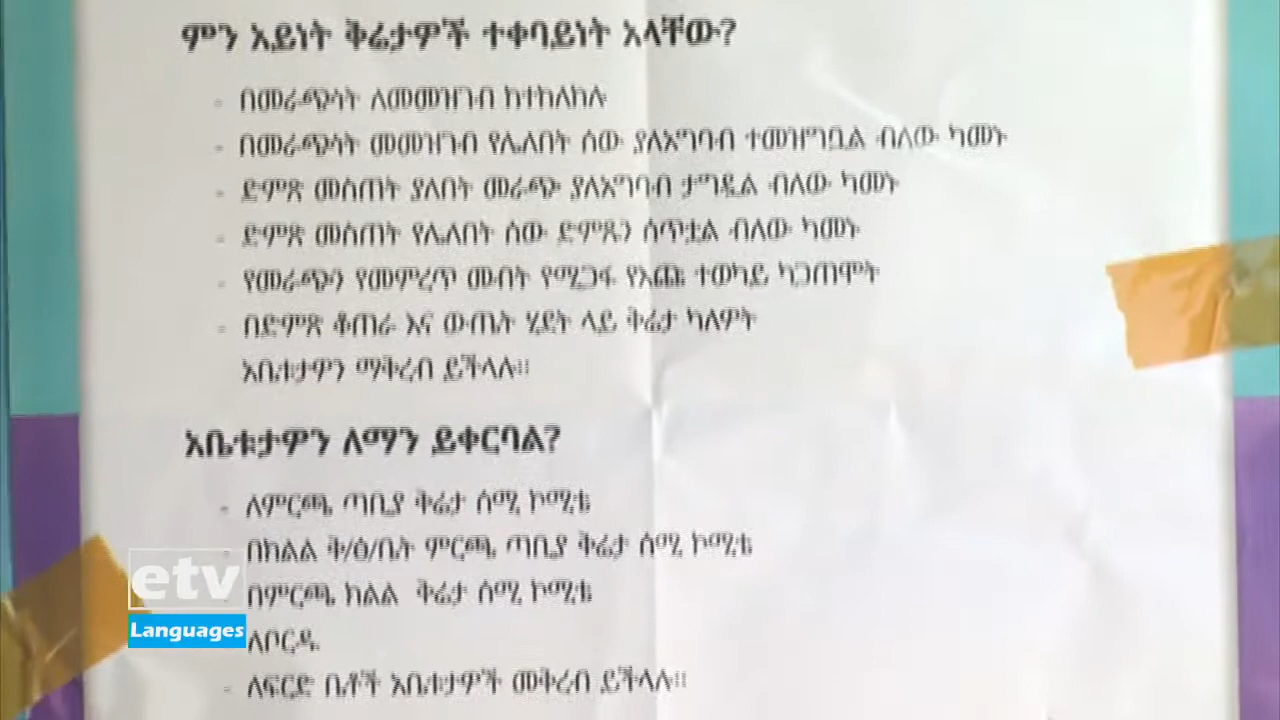 ምን አይነት ቅሬታዎች ተቀባይነት አላቸው?
- በመራጭነት ለመመዝገብ ከተከለከሉ
- በመራጭነት መመዝገብ የሌለበት ሰው ያለአግባብ ተመዝግቧል ብለው ካመኑ
- ድምጽ መስጠት ያለበት መራጭ ያለአግባብ ታግዷል ብለው ካመኑ
- ድምጽ መስጠት የሌለበት ሰው ድምጹን ሰጥቷል ብለው ካመኑ
- የመራጭን የመምረጥ መብት የሚጋፋ የእጩ ተወካይ ካጋጠሞት
- በድምጽ ቆጠራ እና ውጤት ሂደት ላይ ቅሬታ ካለዎት
አቤቱታዎን ማቅረብ ይችላሉ።
አቤቱታዎን ለማን ይቀርባል?
- ለምርጫ ጣቢያ ቅሬታ ሰሚ ኮሚቴ
- በክልል ቅ/ፅ/ቤት ምርጫ ጣቢያ ቅሬታ ሰሚ ኮሚቴ
በምርጫ ክልል ቅሬታ ሰሚ ኮሚቴ
ለቦርዱ
- ለፍርድ ቤቶች አቤቱታዎች መቅረብ ይችላሉ።
etv
Languages